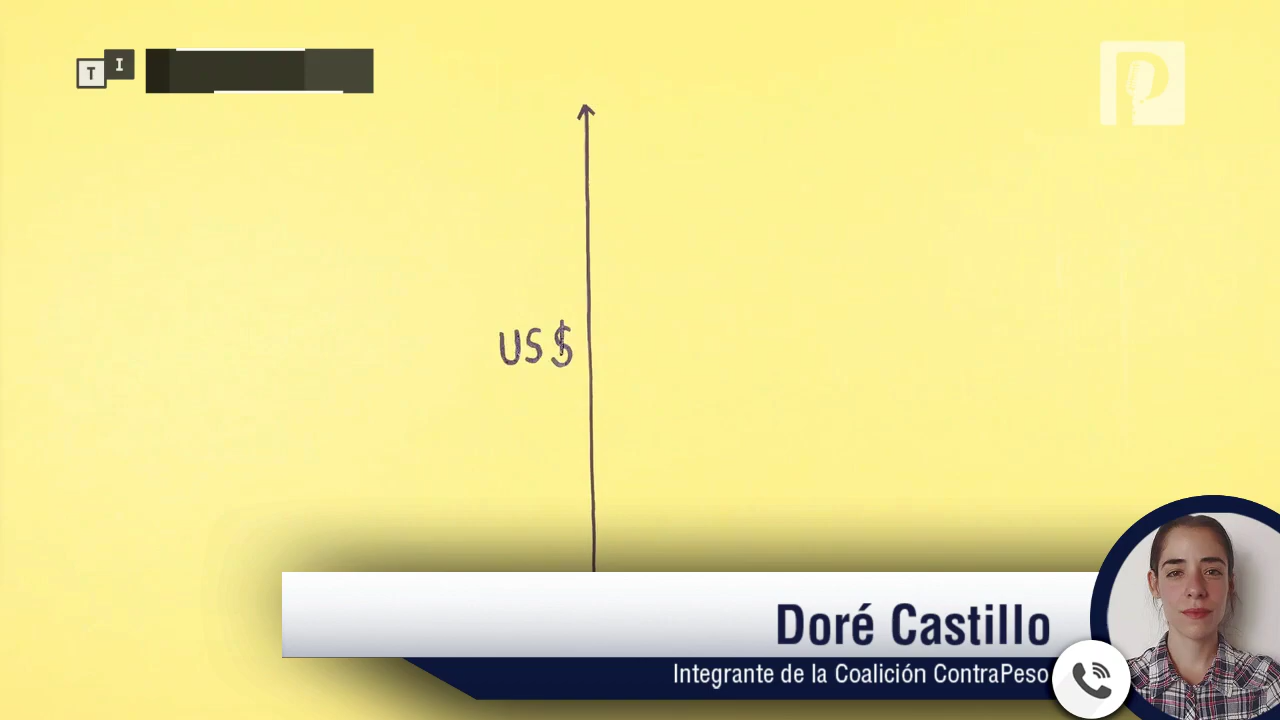 T I
US $
Doré Castillo
Integrante de la Coalición ContraPeso